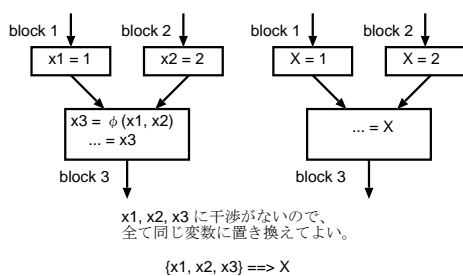 block 1
block 2
block 1
block 2
x1 = 1
x2 = 2
X = 1
X = 2
x3 = φ (x1, x2)
... = x3
... = X
block 3
block 3
x1, x2, x3 に干渉がないので、
全て同じ変数に置き換えてよい。
{x1, x2, x3} ==> X